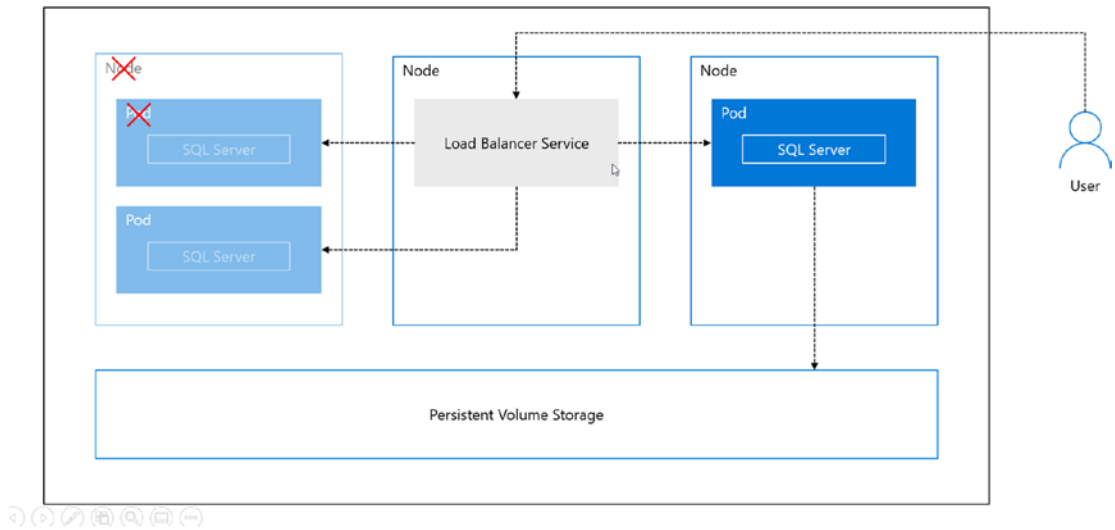 Node
Pod
SQL Server
Pod
SQL Server
Node
Load Balancer Service
Node
Pod
SQL Server
User
Persistent Volume Storage